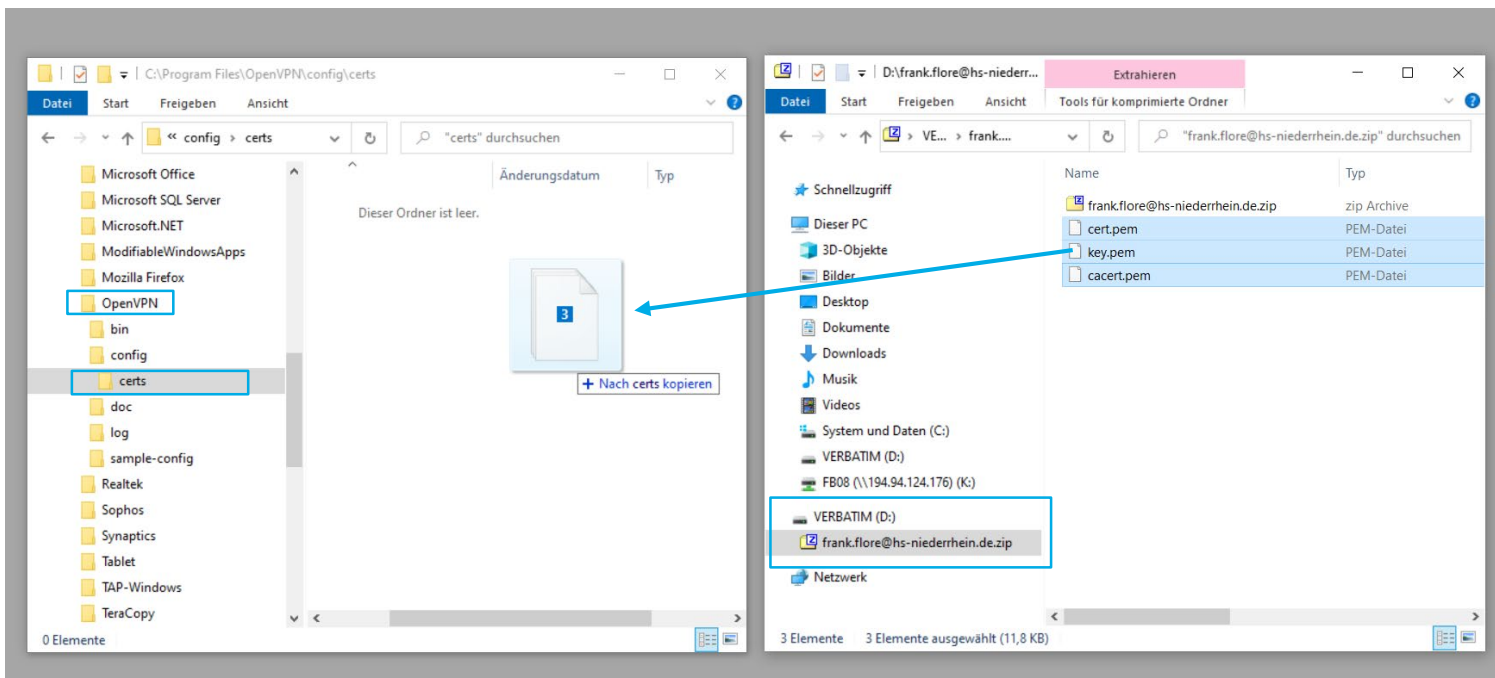 C:\Program Files\OpenVPN\config\certs
Datei Start Freigeben Ansicht
« config › certs
"certs" durchsuchen
Microsoft Office
Microsoft SQL Server
Microsoft.NET
ModifiableWindowsApps
Mozilla Firefox
OpenVPN
bin
config
certs
doc
log
sample-config
Realtek
Sophos
Synaptics
Tablet
TAP-Windows
TeraCopy
Änderungsdatum Typ
Dieser Ordner ist leer.
3
+ Nach certs kopieren
0 Elemente
D:\frank.flore@hs-niederr... Extrahieren
Datei Start Freigeben Ansicht Tools für komprimierte Ordner
› VE... › frank....
"frank.flore@hs-niederrhein.de.zip" durchsuchen
Schnellzugriff
Dieser PC
3D-Objekte
Bilder
Desktop
Dokumente
Downloads
Musik
Videos
System und Daten (C:)
VERBATIM (D:)
FB08 (\\194.94.124.176) (K:)
VERBATIM (D:)
frank.flore@hs-niederrhein.de.zip
Netzwerk
Name Typ
frank.flore@hs-niederrhein.de.zip zip Archive
cert.pem PEM-Datei
key.pem PEM-Datei
cacert.pem PEM-Datei
3 Elemente 3 Elemente ausgewählt (11,8 KB)